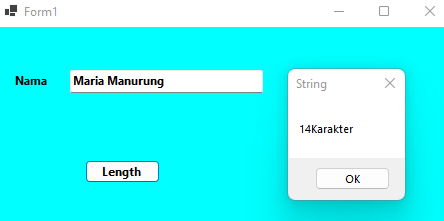 Form1
Nama
Maria Manurung
Length
String
14Karakter
OK